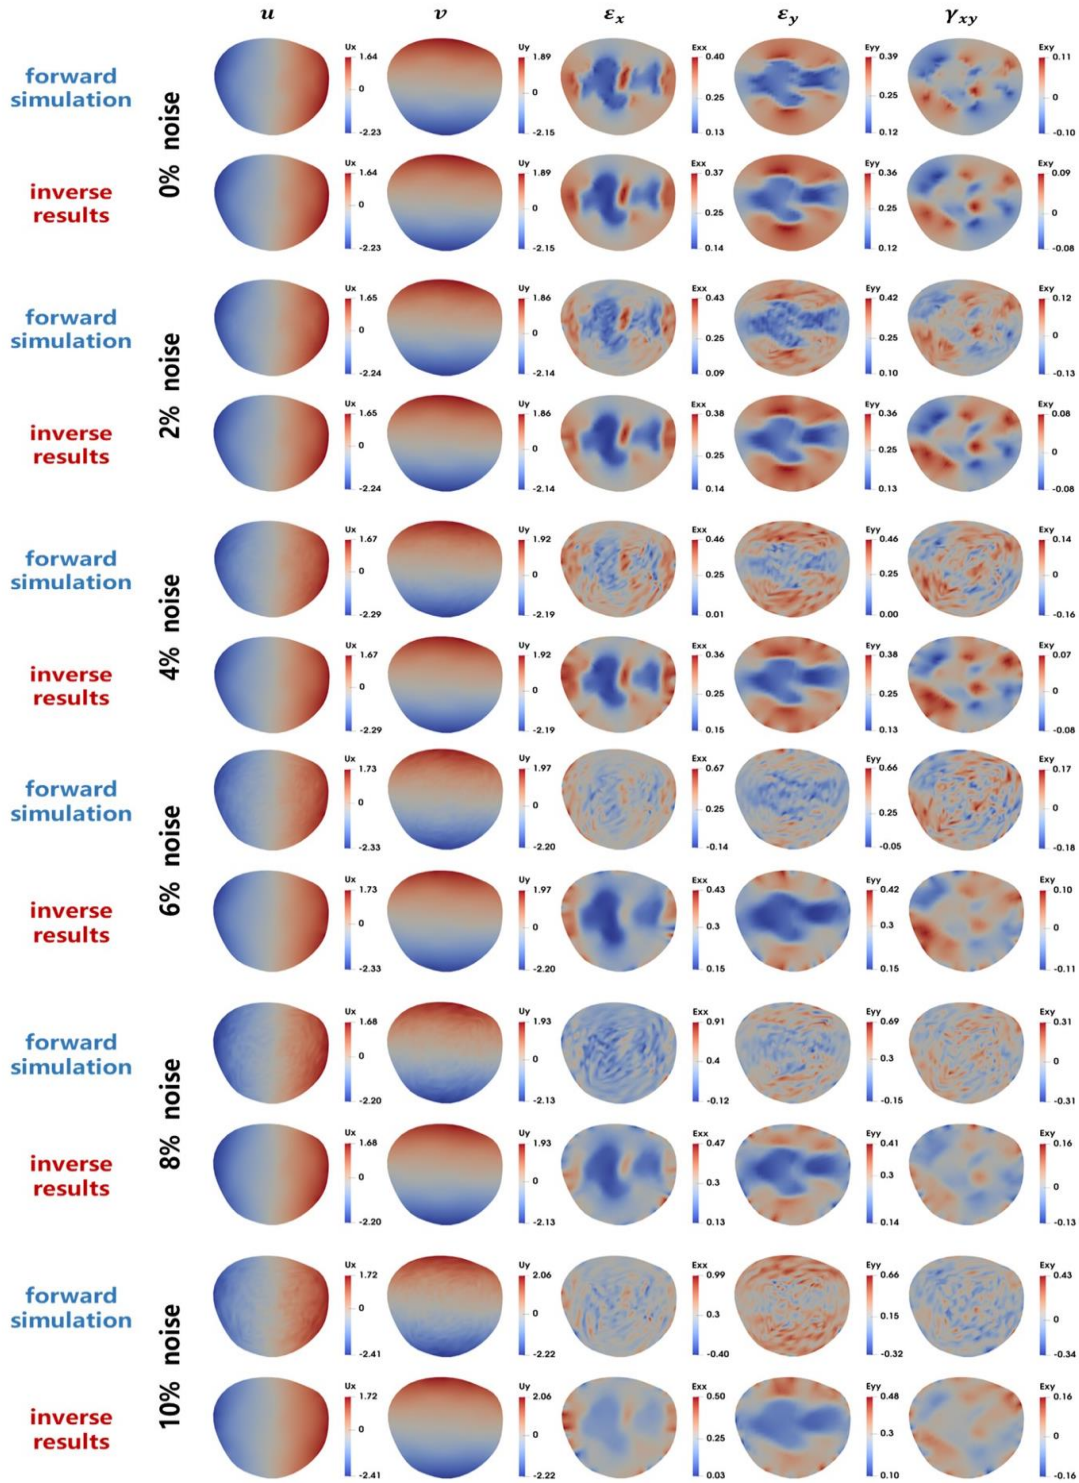 u v εx εy γxy
0% noise
forward
simulation
Ux 1.64 0 -2.23
Uy 1.89 0 -2.15
Exx 0.40 0.25 0.13
Eyy 0.39 0.25 0.12
Exy 0.11 0 -0.10
inverse
results
Ux 1.64 0 -2.23
Uy 1.89 0 -2.15
Exx 0.37 0.25 0.14
Eyy 0.36 0.25 0.12
Exy 0.09 0 -0.08
2% noise
forward
simulation
Ux 1.65 0 -2.24
Uy 1.86 0 -2.14
Exx 0.43 0.25 0.09
Eyy 0.42 0.25 0.10
Exy 0.12 0 -0.13
inverse
results
Ux 1.65 0 -2.24
Uy 1.86 0 -2.14
Exx 0.38 0.25 0.14
Eyy 0.36 0.25 0.13
Exy 0.08 0 -0.08
4% noise
forward
simulation
Ux 1.67 0 -2.29
Uy 1.92 0 -2.19
Exx 0.46 0.25 0.01
Eyy 0.46 0.25 0.00
Exy 0.14 0 -0.16
inverse
results
Ux 1.67 0 -2.29
Uy 1.92 0 -2.19
Exx 0.36 0.25 0.15
Eyy 0.38 0.25 0.13
Exy 0.07 0 -0.08
6% noise
forward
simulation
Ux 1.73 0 -2.33
Uy 1.97 0 -2.20
Exx 0.67 0.25 -0.14
Eyy 0.66 0.25 -0.05
Exy 0.17 0 -0.18
inverse
results
Ux 1.73 0 -2.33
Uy 1.97 0 -2.20
Exx 0.43 0.3 0.15
Eyy 0.42 0.3 0.15
Exy 0.10 0 -0.11
8% noise
forward
simulation
Ux 1.68 0 -2.20
Uy 1.93 0 -2.13
Exx 0.91 0.4 -0.12
Eyy 0.69 0.3 -0.15
Exy 0.31 0 -0.31
inverse
results
Ux 1.68 0 -2.20
Uy 1.93 0 -2.13
Exx 0.47 0.3 0.13
Eyy 0.41 0.3 0.14
Exy 0.16 0 -0.13
10% noise
forward
simulation
Ux 1.72 0 -2.41
Uy 2.06 0 -2.22
Exx 0.99 0.3 -0.40
Eyy 0.66 0.15 -0.32
Exy 0.43 0 -0.34
inverse
results
Ux 1.72 0 -2.41
Uy 2.06 0 -2.22
Exx 0.50 0.25 0.03
Eyy 0.48 0.3 0.10
Exy 0.16 0 -0.16